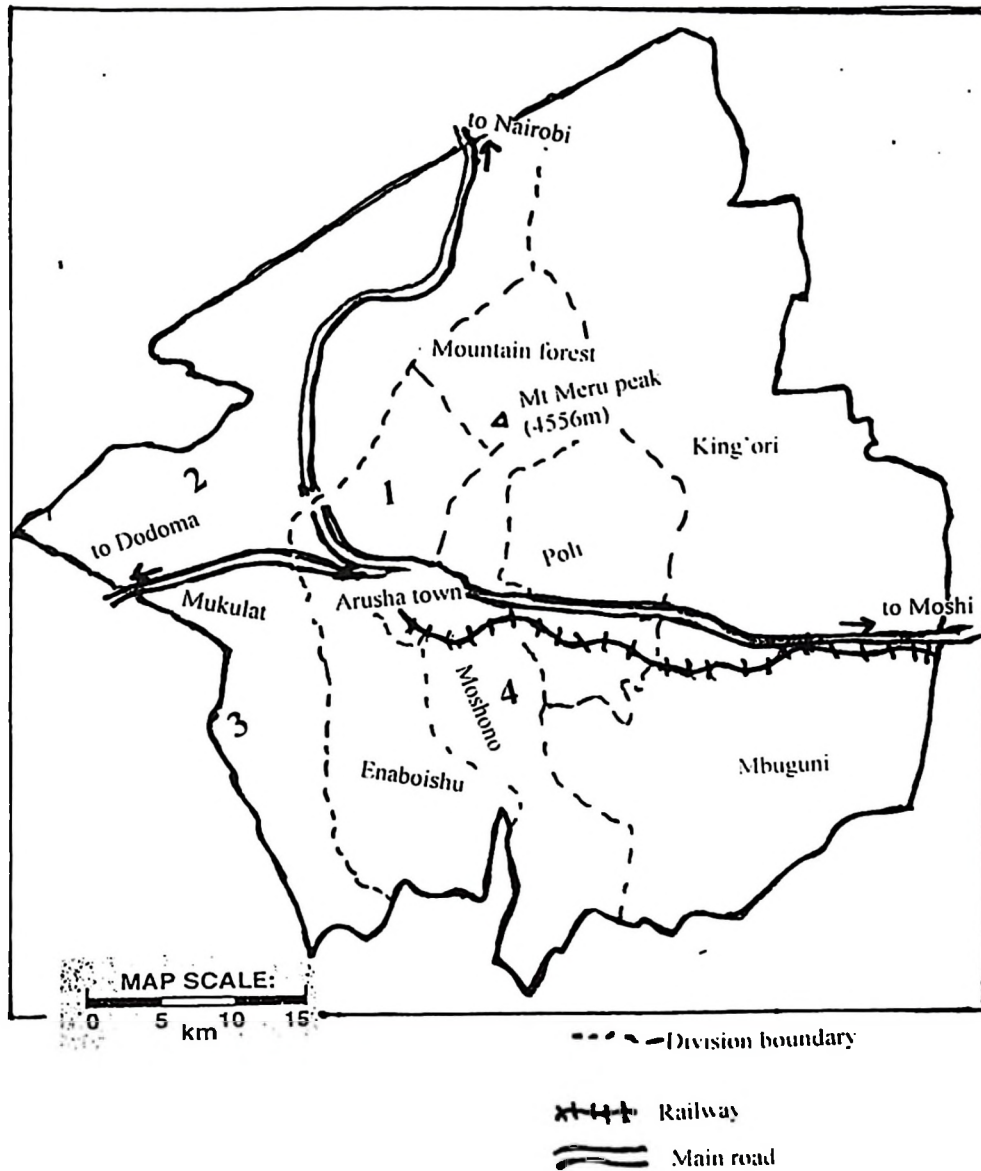 to Nairobi
Mountain forest
Mt Meru peak
(4556m)
King'ori
2
1
to Dodoma
Poli
Mukulat
Arusha town
to Moshi
3
Moshono
4
Enaboishu
Mbuguni
MAP SCALE:
0 5 10 15
km
Division boundary
Railway
Main road